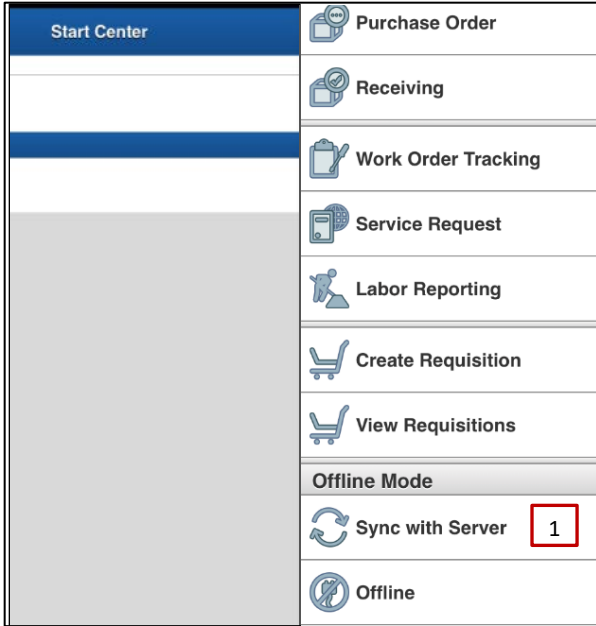 Start Center
Purchase Order
Receiving
Work Order Tracking
Service Request
Labor Reporting
Create Requisition
View Requisitions
Offline Mode
Sync with Server 1
Offline